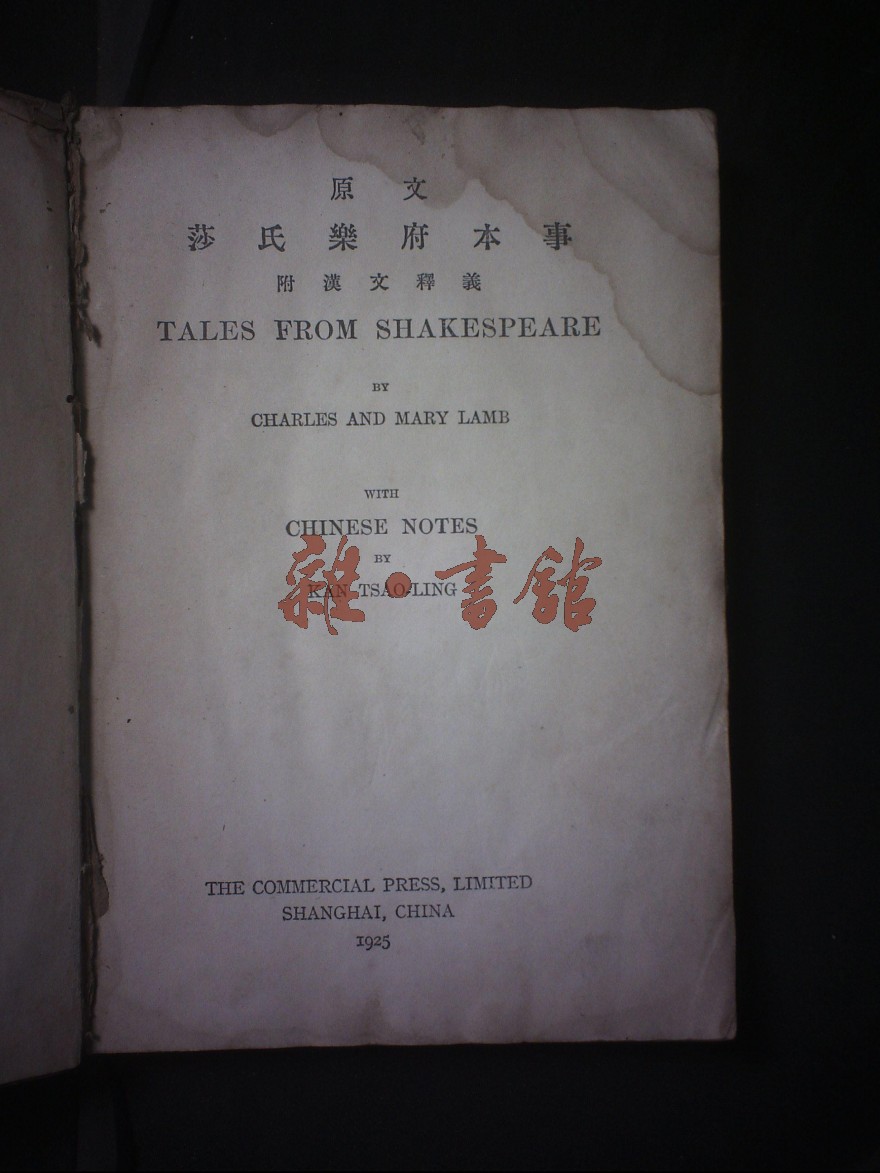 原文
莎氏樂府本事
附漢文釋義
TALES FROM SHAKESPEARE
BY
CHARLES AND MARY LAMB
WITH
CHINESE NOTES
BY
KAN TSAO-LING
雜·書館
THE COMMERCIAL PRESS, LIMITED
SHANGHAI, CHINA
1925